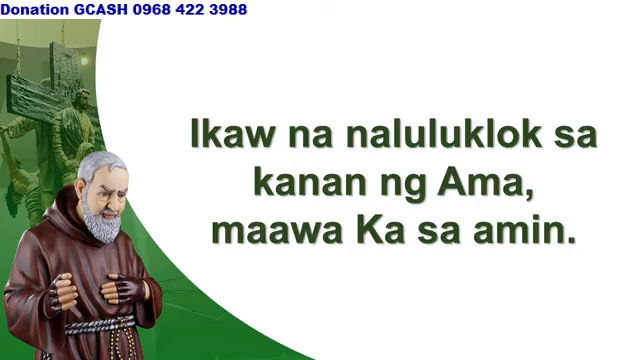 Donation GCASH 0968 422 3988
Ikaw na naluluklok sa
kanan ng Ama,
maawa Ka sa amin.